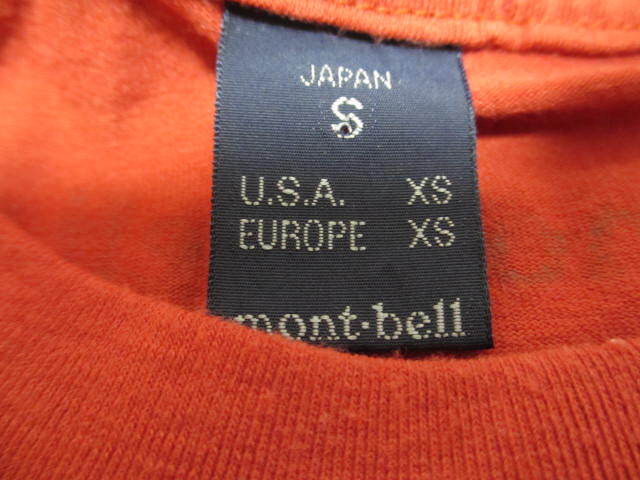 JAPAN
S
U.S.A. XS
EUROPE XS
mont·bell